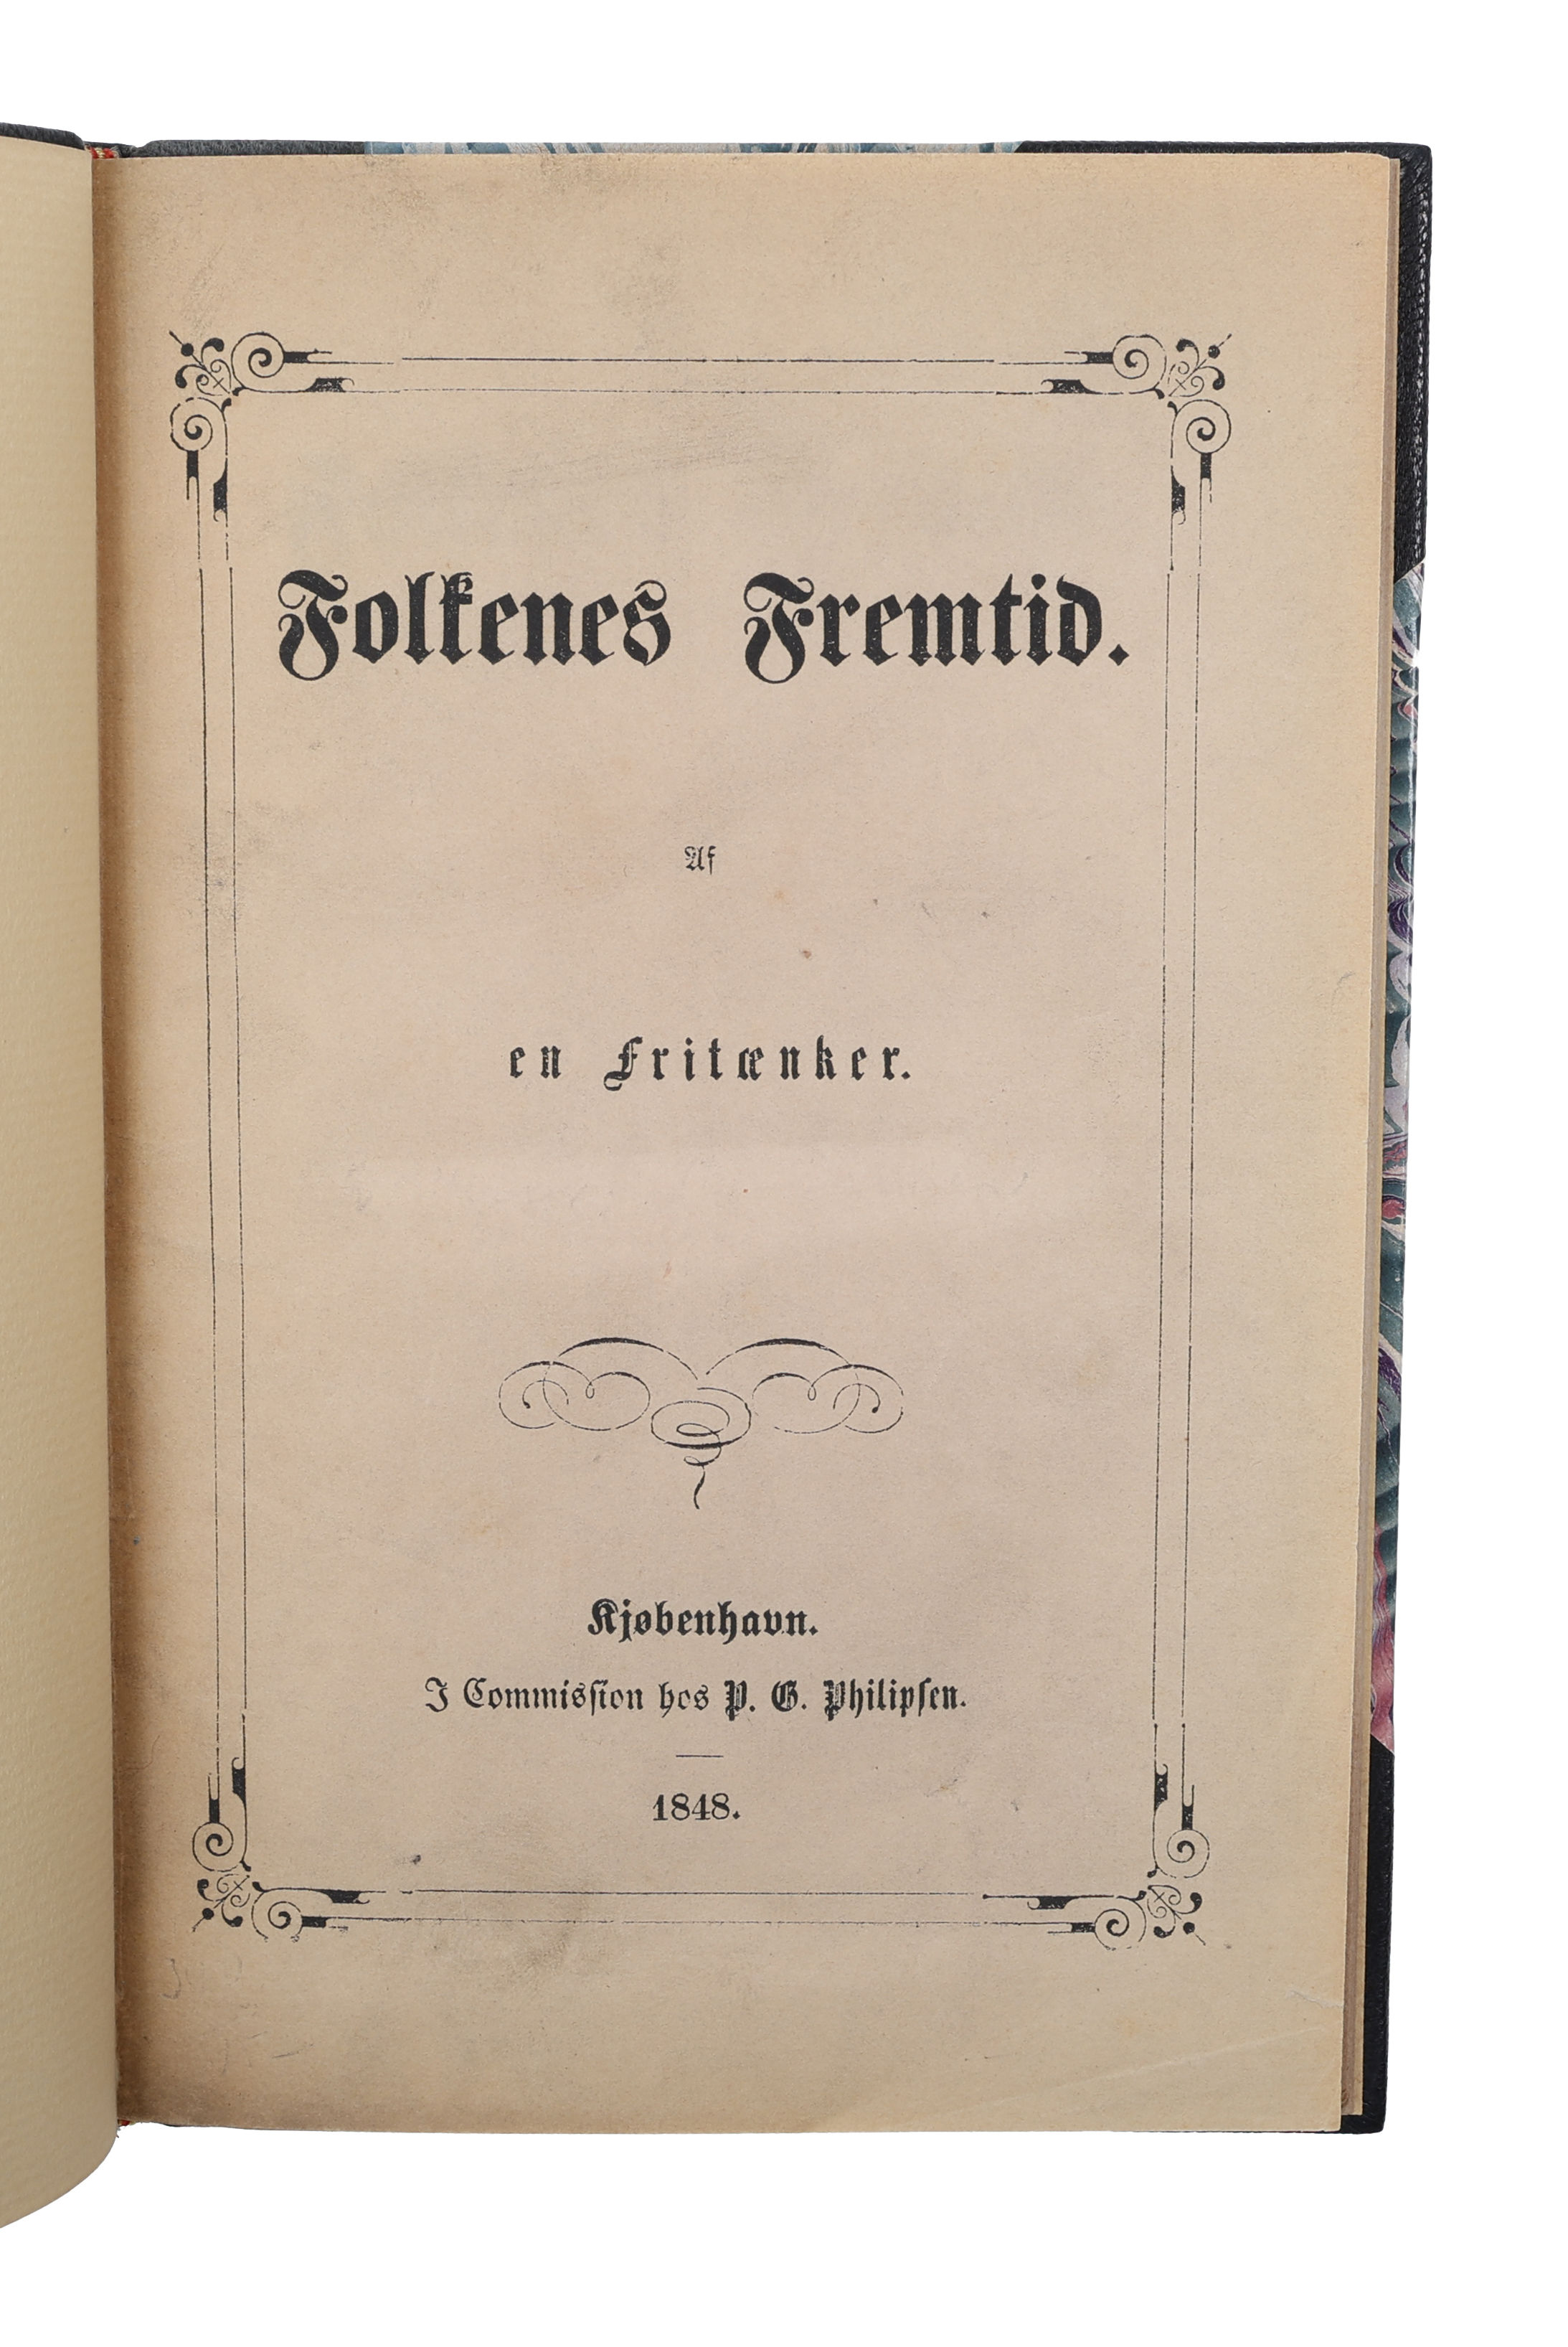 Folkenes Fremtid.
Af
en Fritænker.
Kjøbenhavn.
I Commission hos P. G. Philipsen.
1848.